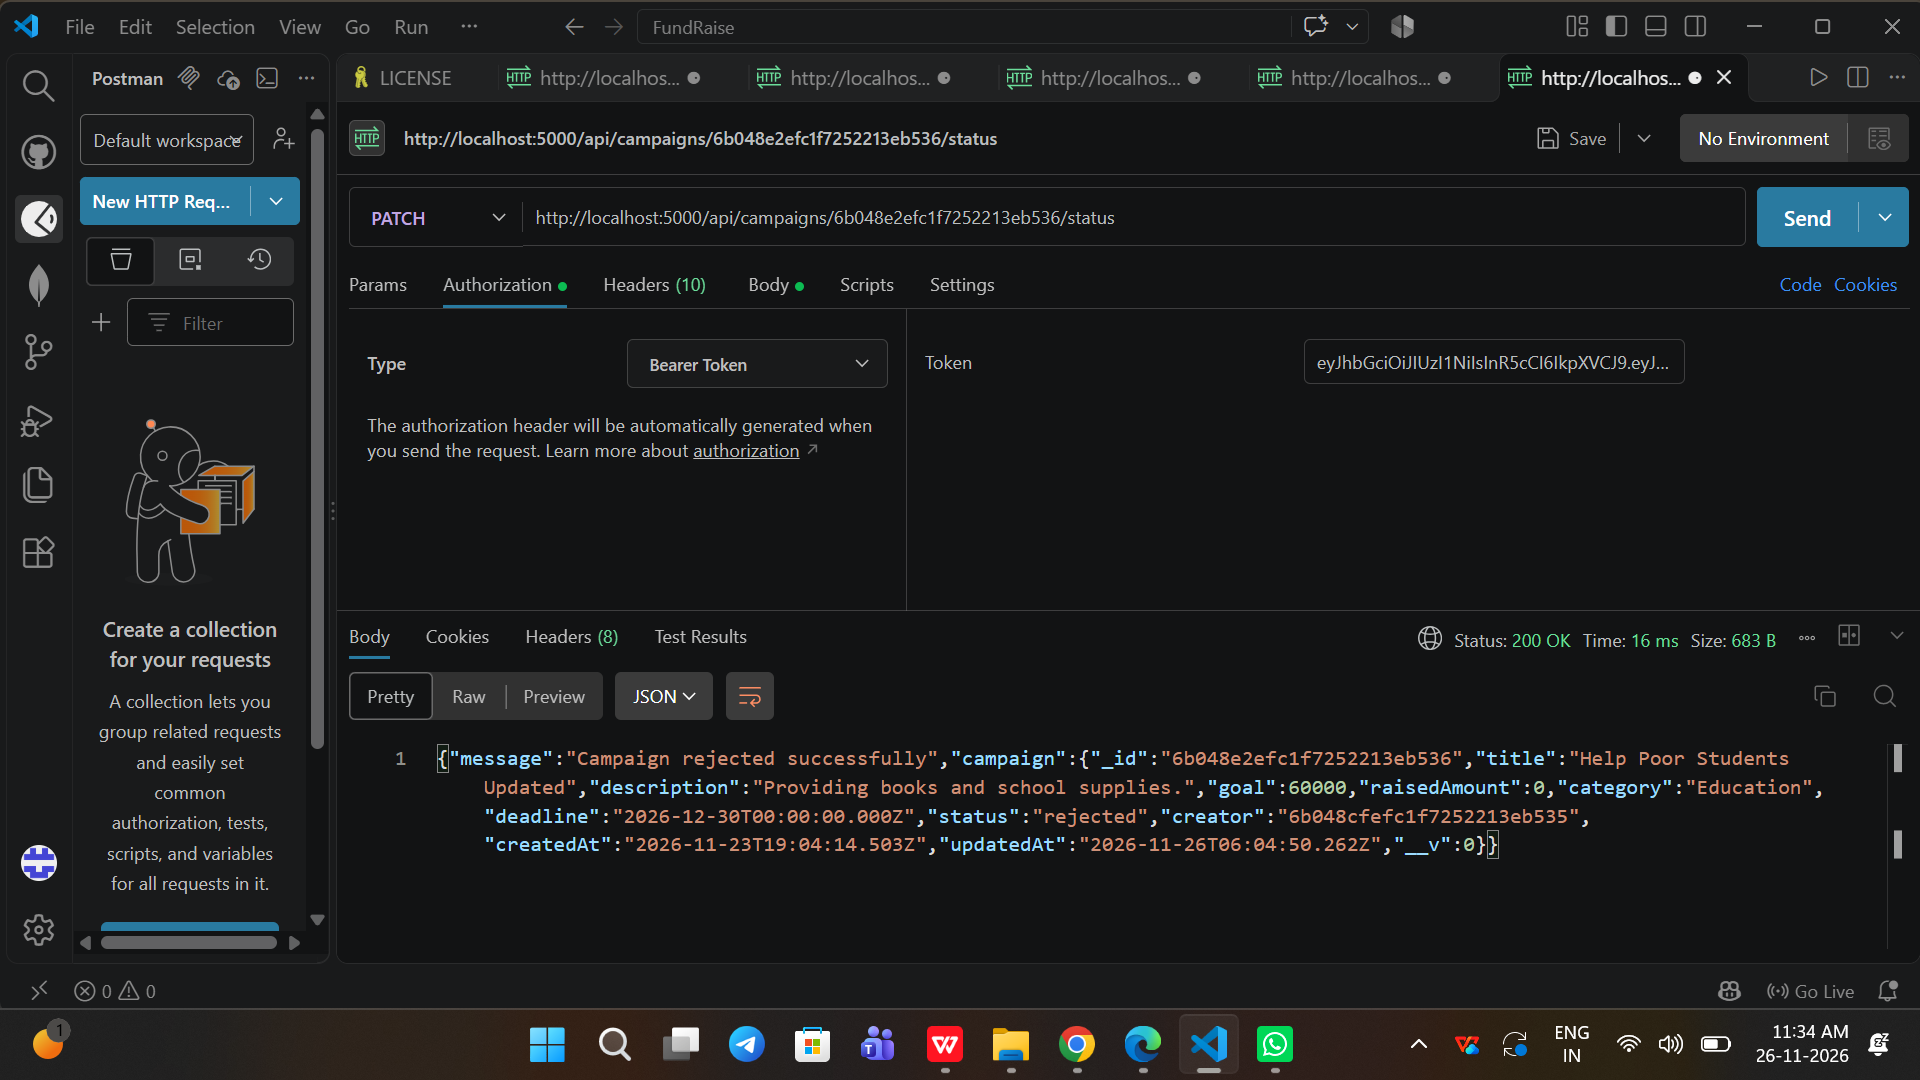 File Edit Selection View Go Run ··· FundRaise
Postman ···
LICENSE
HTTP http://localhos...
HTTP http://localhos...
HTTP http://localhos...
HTTP http://localhos...
HTTP http://localhos...
Default workspace
New HTTP Req...
Filter
Create a collection
for your requests
A collection lets you
group related requests
and easily set
common
authorization, tests,
scripts, and variables
for all requests in it.
HTTP http://localhost:5000/api/campaigns/6b048e2efc1f7252213eb536/status
Save
No Environment
PATCH http://localhost:5000/api/campaigns/6b048e2efc1f7252213eb536/status
Send
Params Authorization Headers (10) Body Scripts Settings
Code Cookies
Type Bearer Token
The authorization header will be automatically generated when
you send the request. Learn more about authorization ↗
Token eyJhbGciOiJIUzI1NiIsInR5cCI6IkpXVCJ9.eyJ...
Body Cookies Headers (8) Test Results
Status: 200 OK Time: 16 ms Size: 683 B
Pretty Raw Preview JSON
1 {"message":"Campaign rejected successfully","campaign":{"_id":"6b048e2efc1f7252213eb536","title":"Help Poor Students
Updated","description":"Providing books and school supplies.","goal":60000,"raisedAmount":0,"category":"Education",
"deadline":"2026-12-30T00:00:00.000Z","status":"rejected","creator":"6b048cfefc1f7252213eb535",
"createdAt":"2026-11-23T19:04:14.503Z","updatedAt":"2026-11-26T06:04:50.262Z","__v":0}}
0 0
Go Live
1
ENG
IN
11:34 AM
26-11-2026